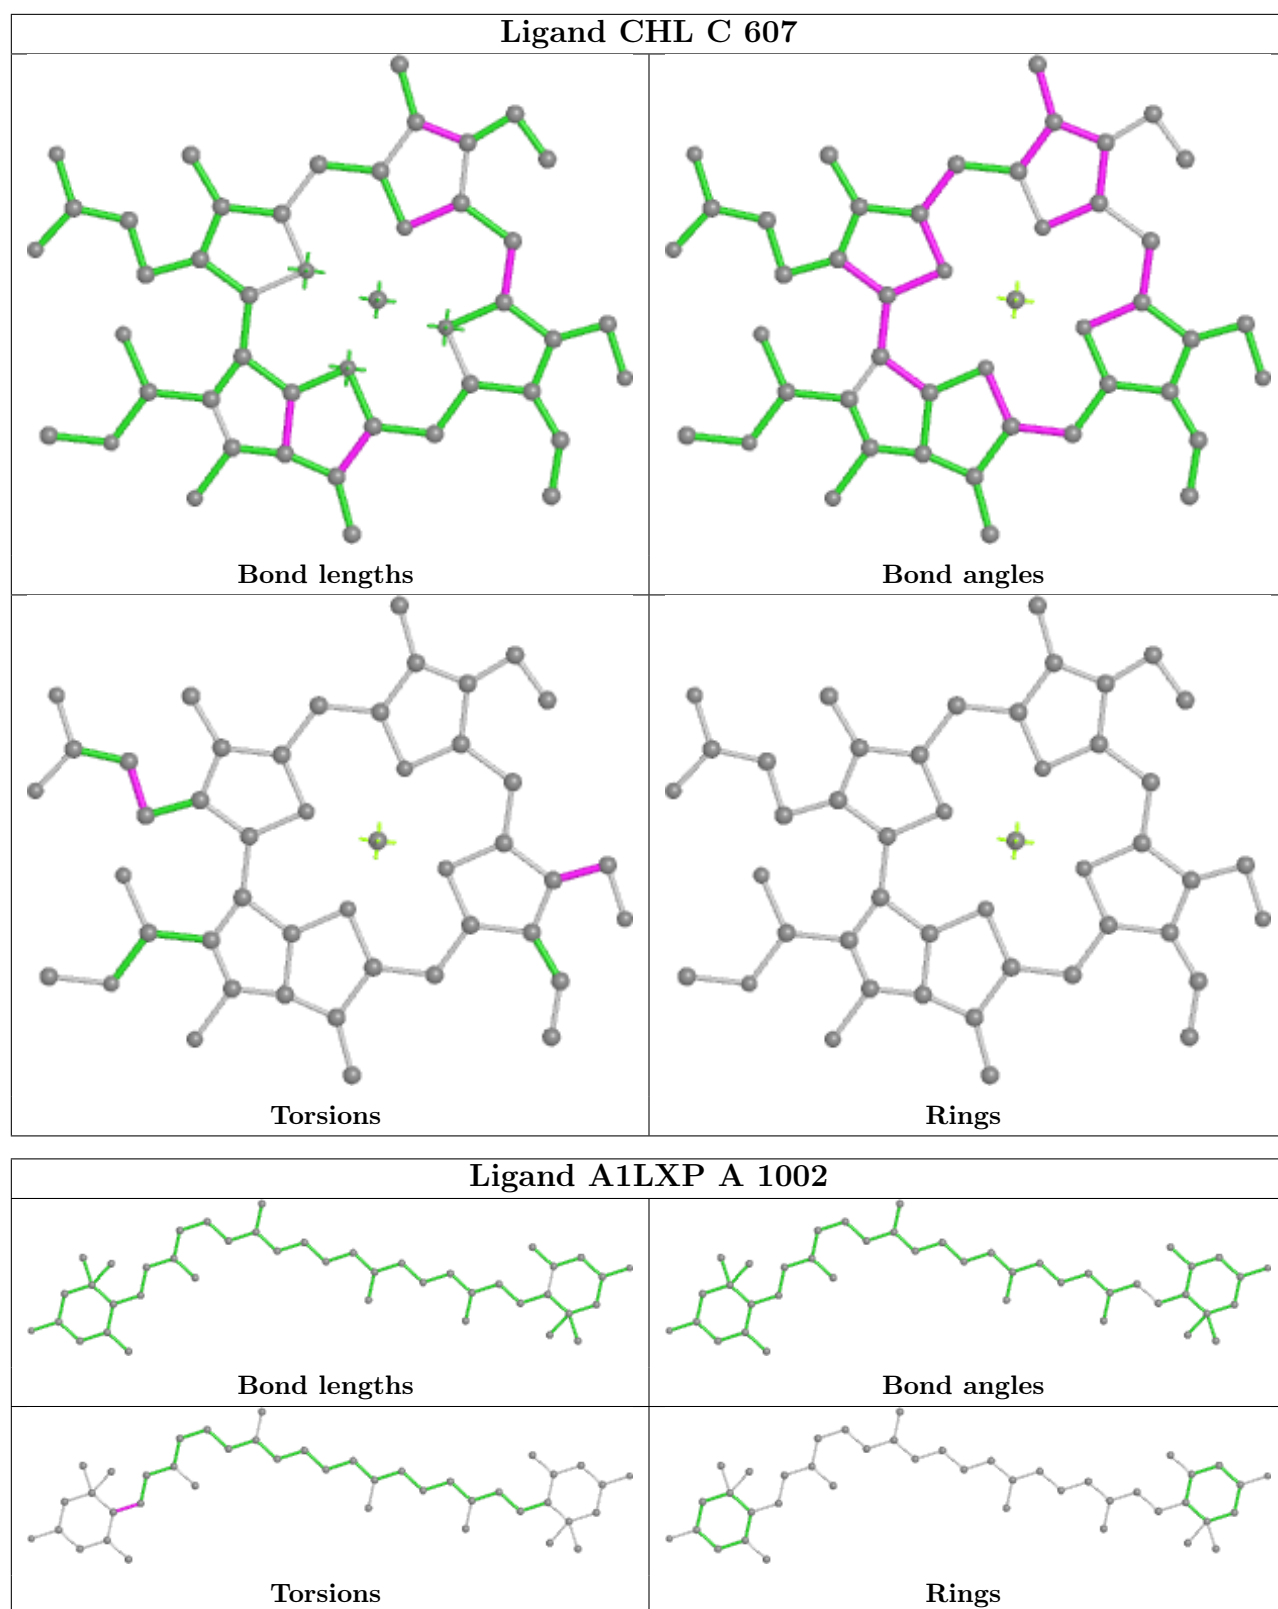 Ligand CHL C 607
Bond lengths
Bond angles
Torsions
Rings
Ligand A1LXP A 1002
Bond lengths
Bond angles
Torsions
Rings